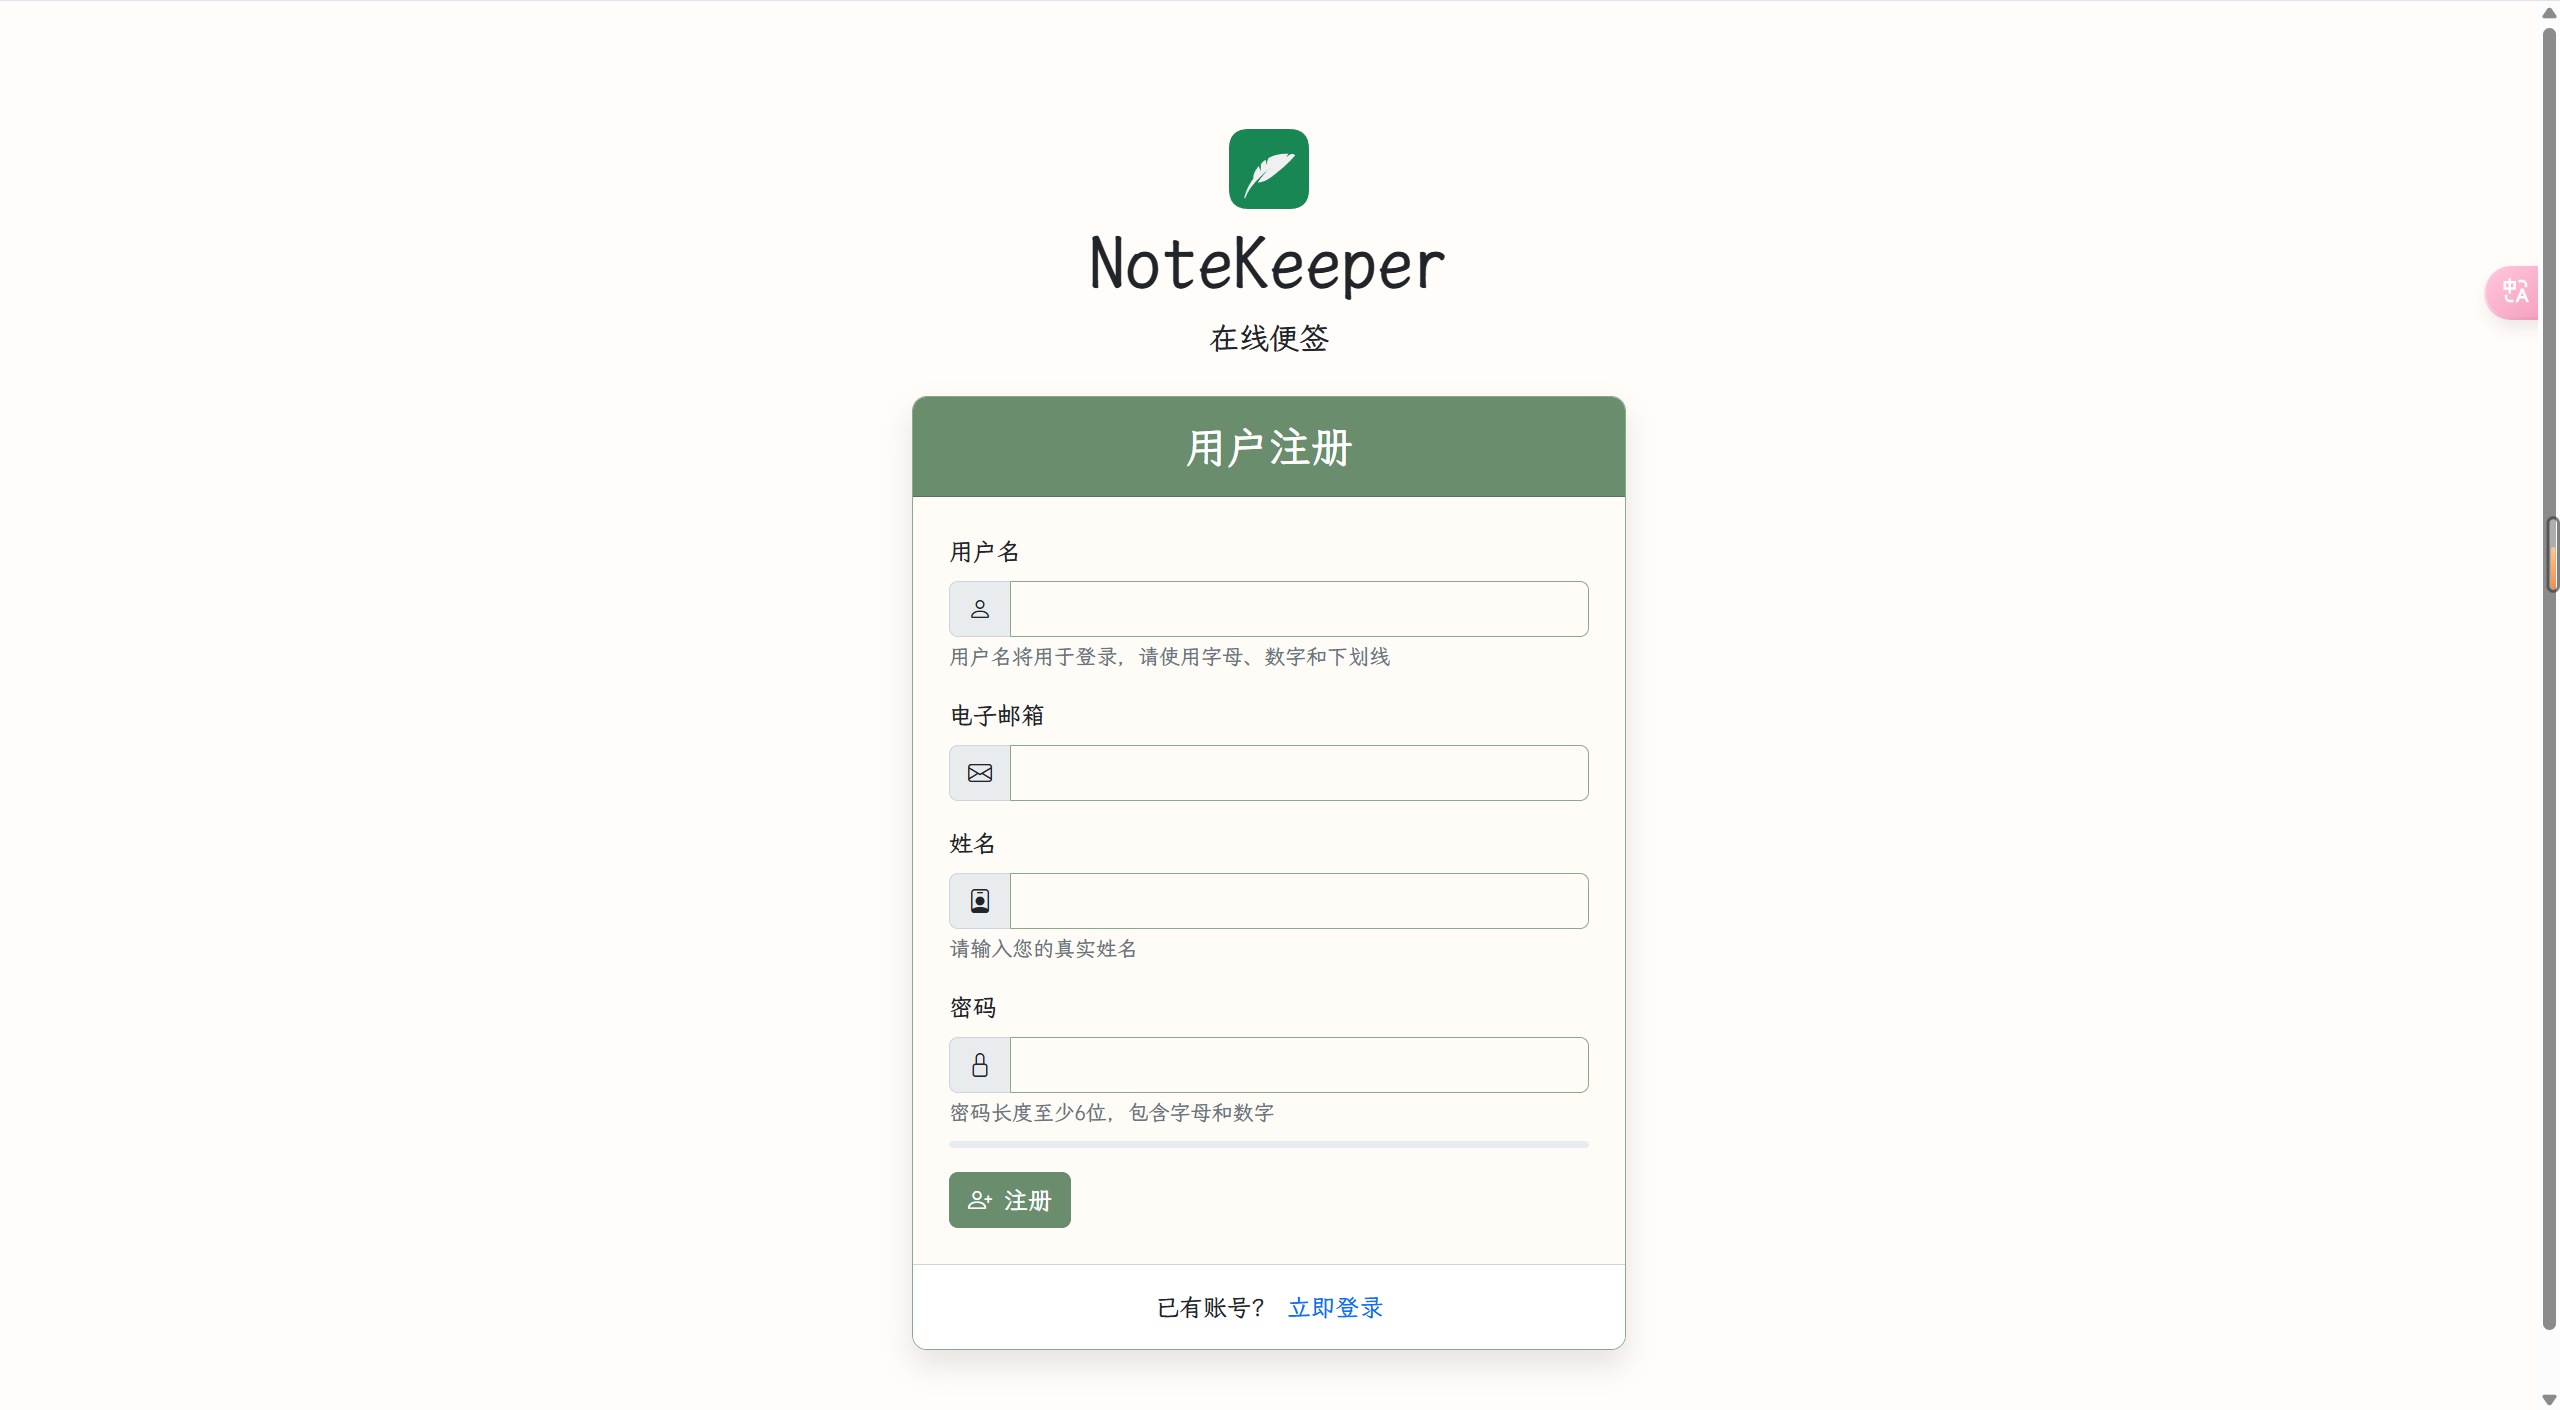 NoteKeeper
在线便签
用户注册
用户名
用户名将用于登录，请使用字母、数字和下划线
电子邮箱
姓名
请输入您的真实姓名
密码
密码长度至少6位，包含字母和数字
注册
已有账号？ 立即登录